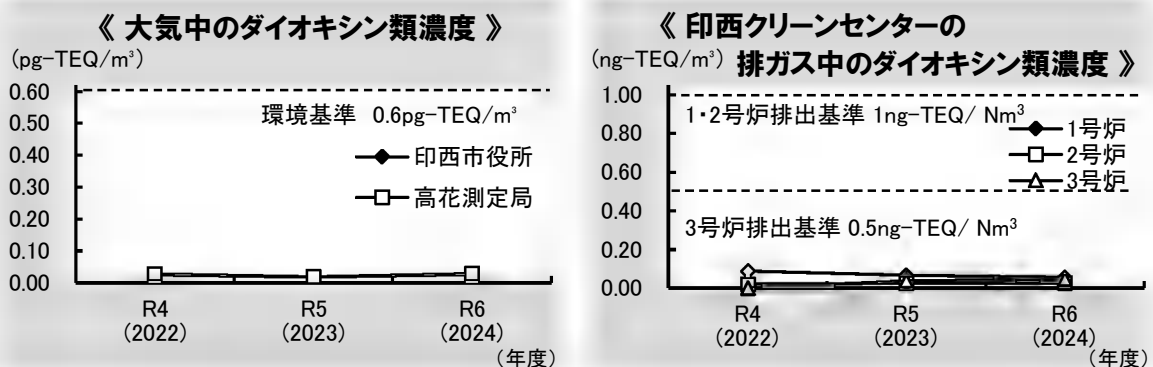 《 大気中のダイオキシン類濃度 》
(pg-TEQ/m³)
0.60
0.50
0.40
0.30
0.20
0.10
0.00
環境基準 0.6pg-TEQ/m³
印西市役所
高花測定局
R4
(2022)
R5
(2023)
R6
(2024)
(年度)
《 印西クリーンセンターの
排ガス中のダイオキシン類濃度 》
(ng-TEQ/m³)
1.00
0.80
0.60
0.40
0.20
0.00
1・2号炉排出基準 1ng-TEQ/ Nm³
1号炉
2号炉
3号炉
3号炉排出基準 0.5ng-TEQ/ Nm³
R4
(2022)
R5
(2023)
R6
(2024)
(年度)